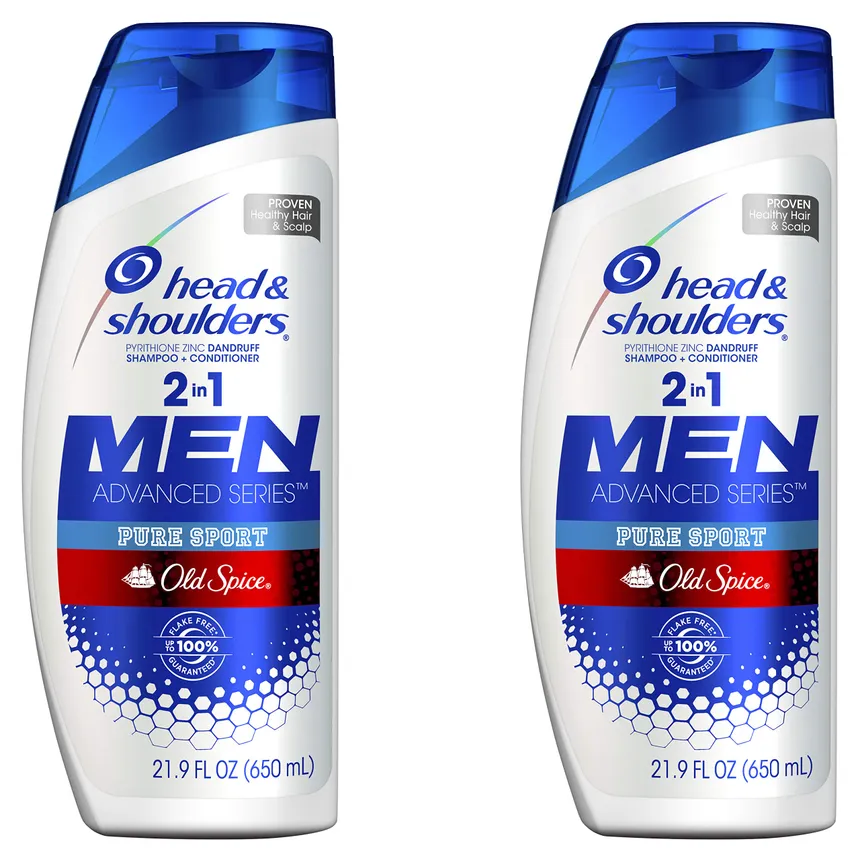 PROVEN
Healthy Hair
& Scalp
head &
shoulders®
PYRITHIONE ZINC DANDRUFF
SHAMPOO + CONDITIONER
2 in 1
MEN
ADVANCED SERIES™
PURE SPORT
Old Spice®
FLAKE FREE*
UP TO 100%
GUARANTEED*
21.9 FL OZ (650 mL)
PROVEN
Healthy Hair
& Scalp
head &
shoulders®
PYRITHIONE ZINC DANDRUFF
SHAMPOO + CONDITIONER
2 in 1
MEN
ADVANCED SERIES™
PURE SPORT
Old Spice®
FLAKE FREE*
UP TO 100%
GUARANTEED*
21.9 FL OZ (650 mL)